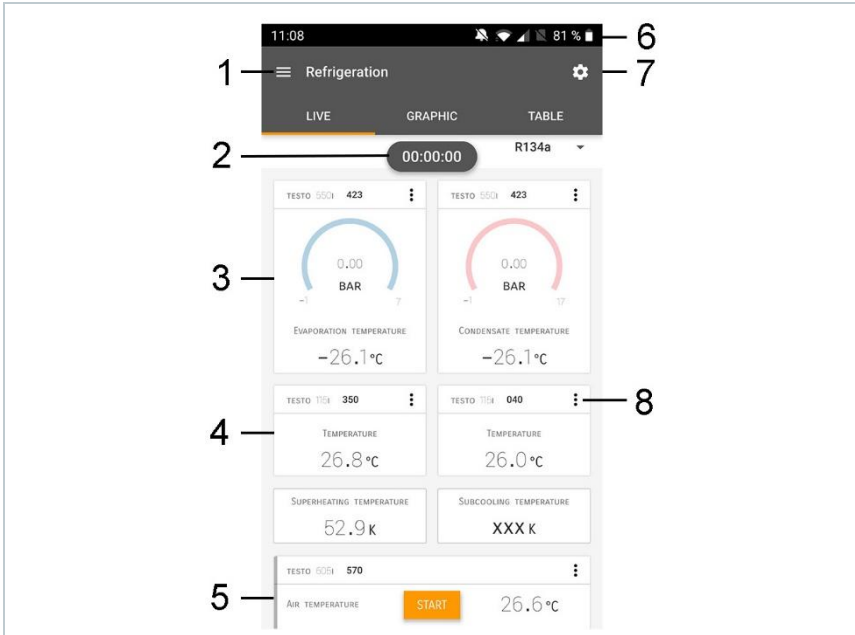 11:08 81 % 6
1 Refrigeration 7
LIVE GRAPHIC TABLE
2 00:00:00 R134a
TESTO 550i 423 TESTO 550i 423
3 0.00 0.00
BAR BAR
-1 7 -1 17
EVAPORATION TEMPERATURE CONDENSATE TEMPERATURE
-26.1 °C -26.1 °C
TESTO 115i 350 TESTO 115i 040 8
4 TEMPERATURE TEMPERATURE
26.8 °C 26.0 °C
SUPERHEATING TEMPERATURE SUBCOOLING TEMPERATURE
52.9 K XXX K
TESTO 605i 570
5 AIR TEMPERATURE START 26.6 °C